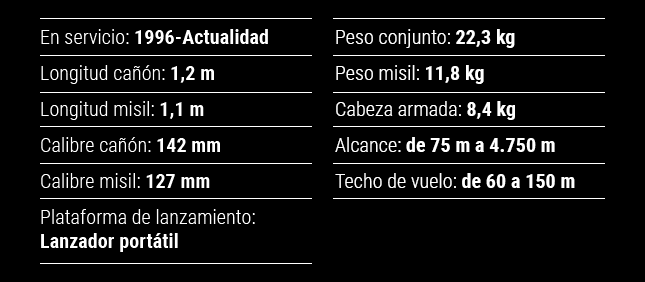 En servicio: 1996-Actualidad
Longitud cañón: 1,2 m
Longitud misil: 1,1 m
Calibre cañón: 142 mm
Calibre misil: 127 mm
Plataforma de lanzamiento:
Lanzador portátil
Peso conjunto: 22,3 kg
Peso misil: 11,8 kg
Cabeza armada: 8,4 kg
Alcance: de 75 m a 4.750 m
Techo de vuelo: de 60 a 150 m